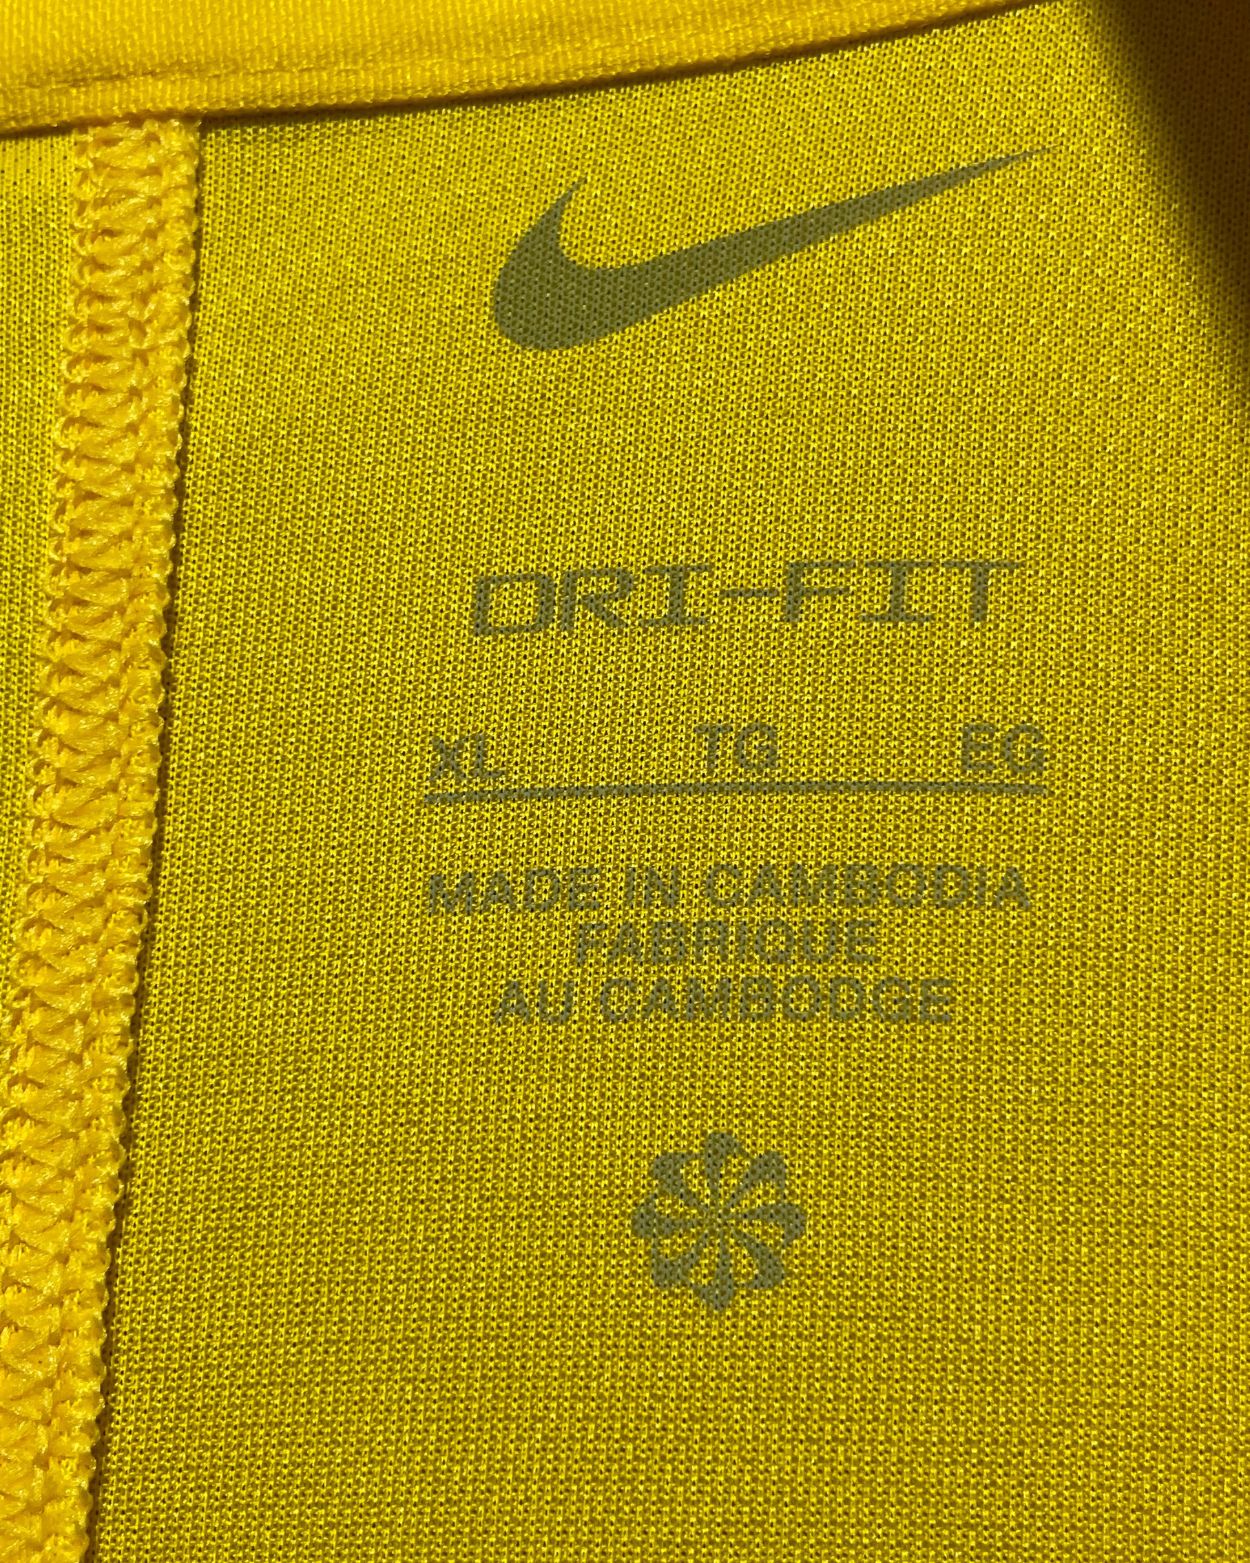 DRI-FIT
XL TG EG
MADE IN CAMBODIA
FABRIQUE
AU CAMBODGE